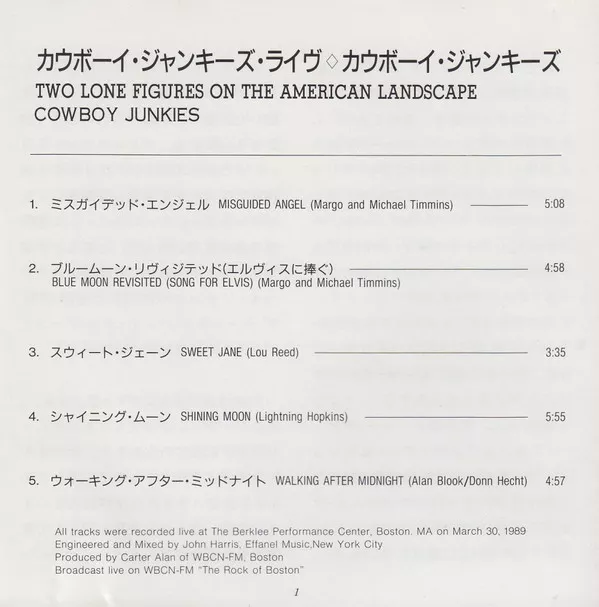 カウボーイ・ジャンキーズ・ライヴ◇カウボーイ・ジャンキーズ
TWO LONE FIGURES ON THE AMERICAN LANDSCAPE
COWBOY JUNKIES
1. ミスガイデッド・エンジェル MISGUIDED ANGEL (Margo and Michael Timmins) 5:08
2. ブルームーン・リヴィジテッド(エルヴィスに捧ぐ) 4:58
BLUE MOON REVISITED (SONG FOR ELVIS) (Margo and Michael Timmins)
3. スウィート・ジェーン SWEET JANE (Lou Reed) 3:35
4. シャイニング・ムーン SHINING MOON (Lightning Hopkins) 5:55
5. ウォーキング・アフター・ミッドナイト WALKING AFTER MIDNIGHT (Alan Blook/Donn Hecht) 4:57
All tracks were recorded live at The Berklee Performance Center, Boston. MA on March 30, 1989
Engineered and Mixed by John Harris, Effanel Music,New York City
Produced by Carter Alan of WBCN-FM, Boston
Broadcast live on WBCN-FM "The Rock of Boston"
1